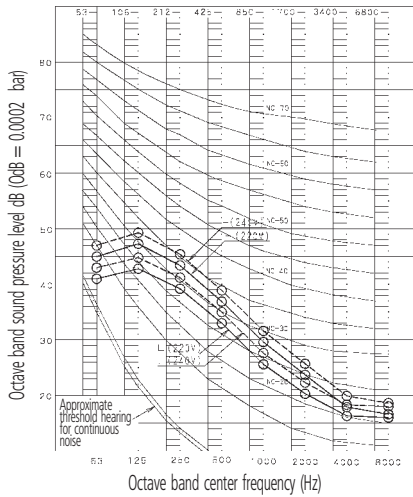 53 106 212 425 850 1700 3400 6800
80
NC-70
70
NC-60
60
NC-50
50
(220V)
NC-40
40
NC-30
L (220V)
30
(240V)
20
Approximate
threshold hearing
for continuous
noise
63 125 250 500 1000 2000 4000 8000
Octave band center frequency (Hz)
Octave band sound pressure level dB (0dB = 0.0002 bar)